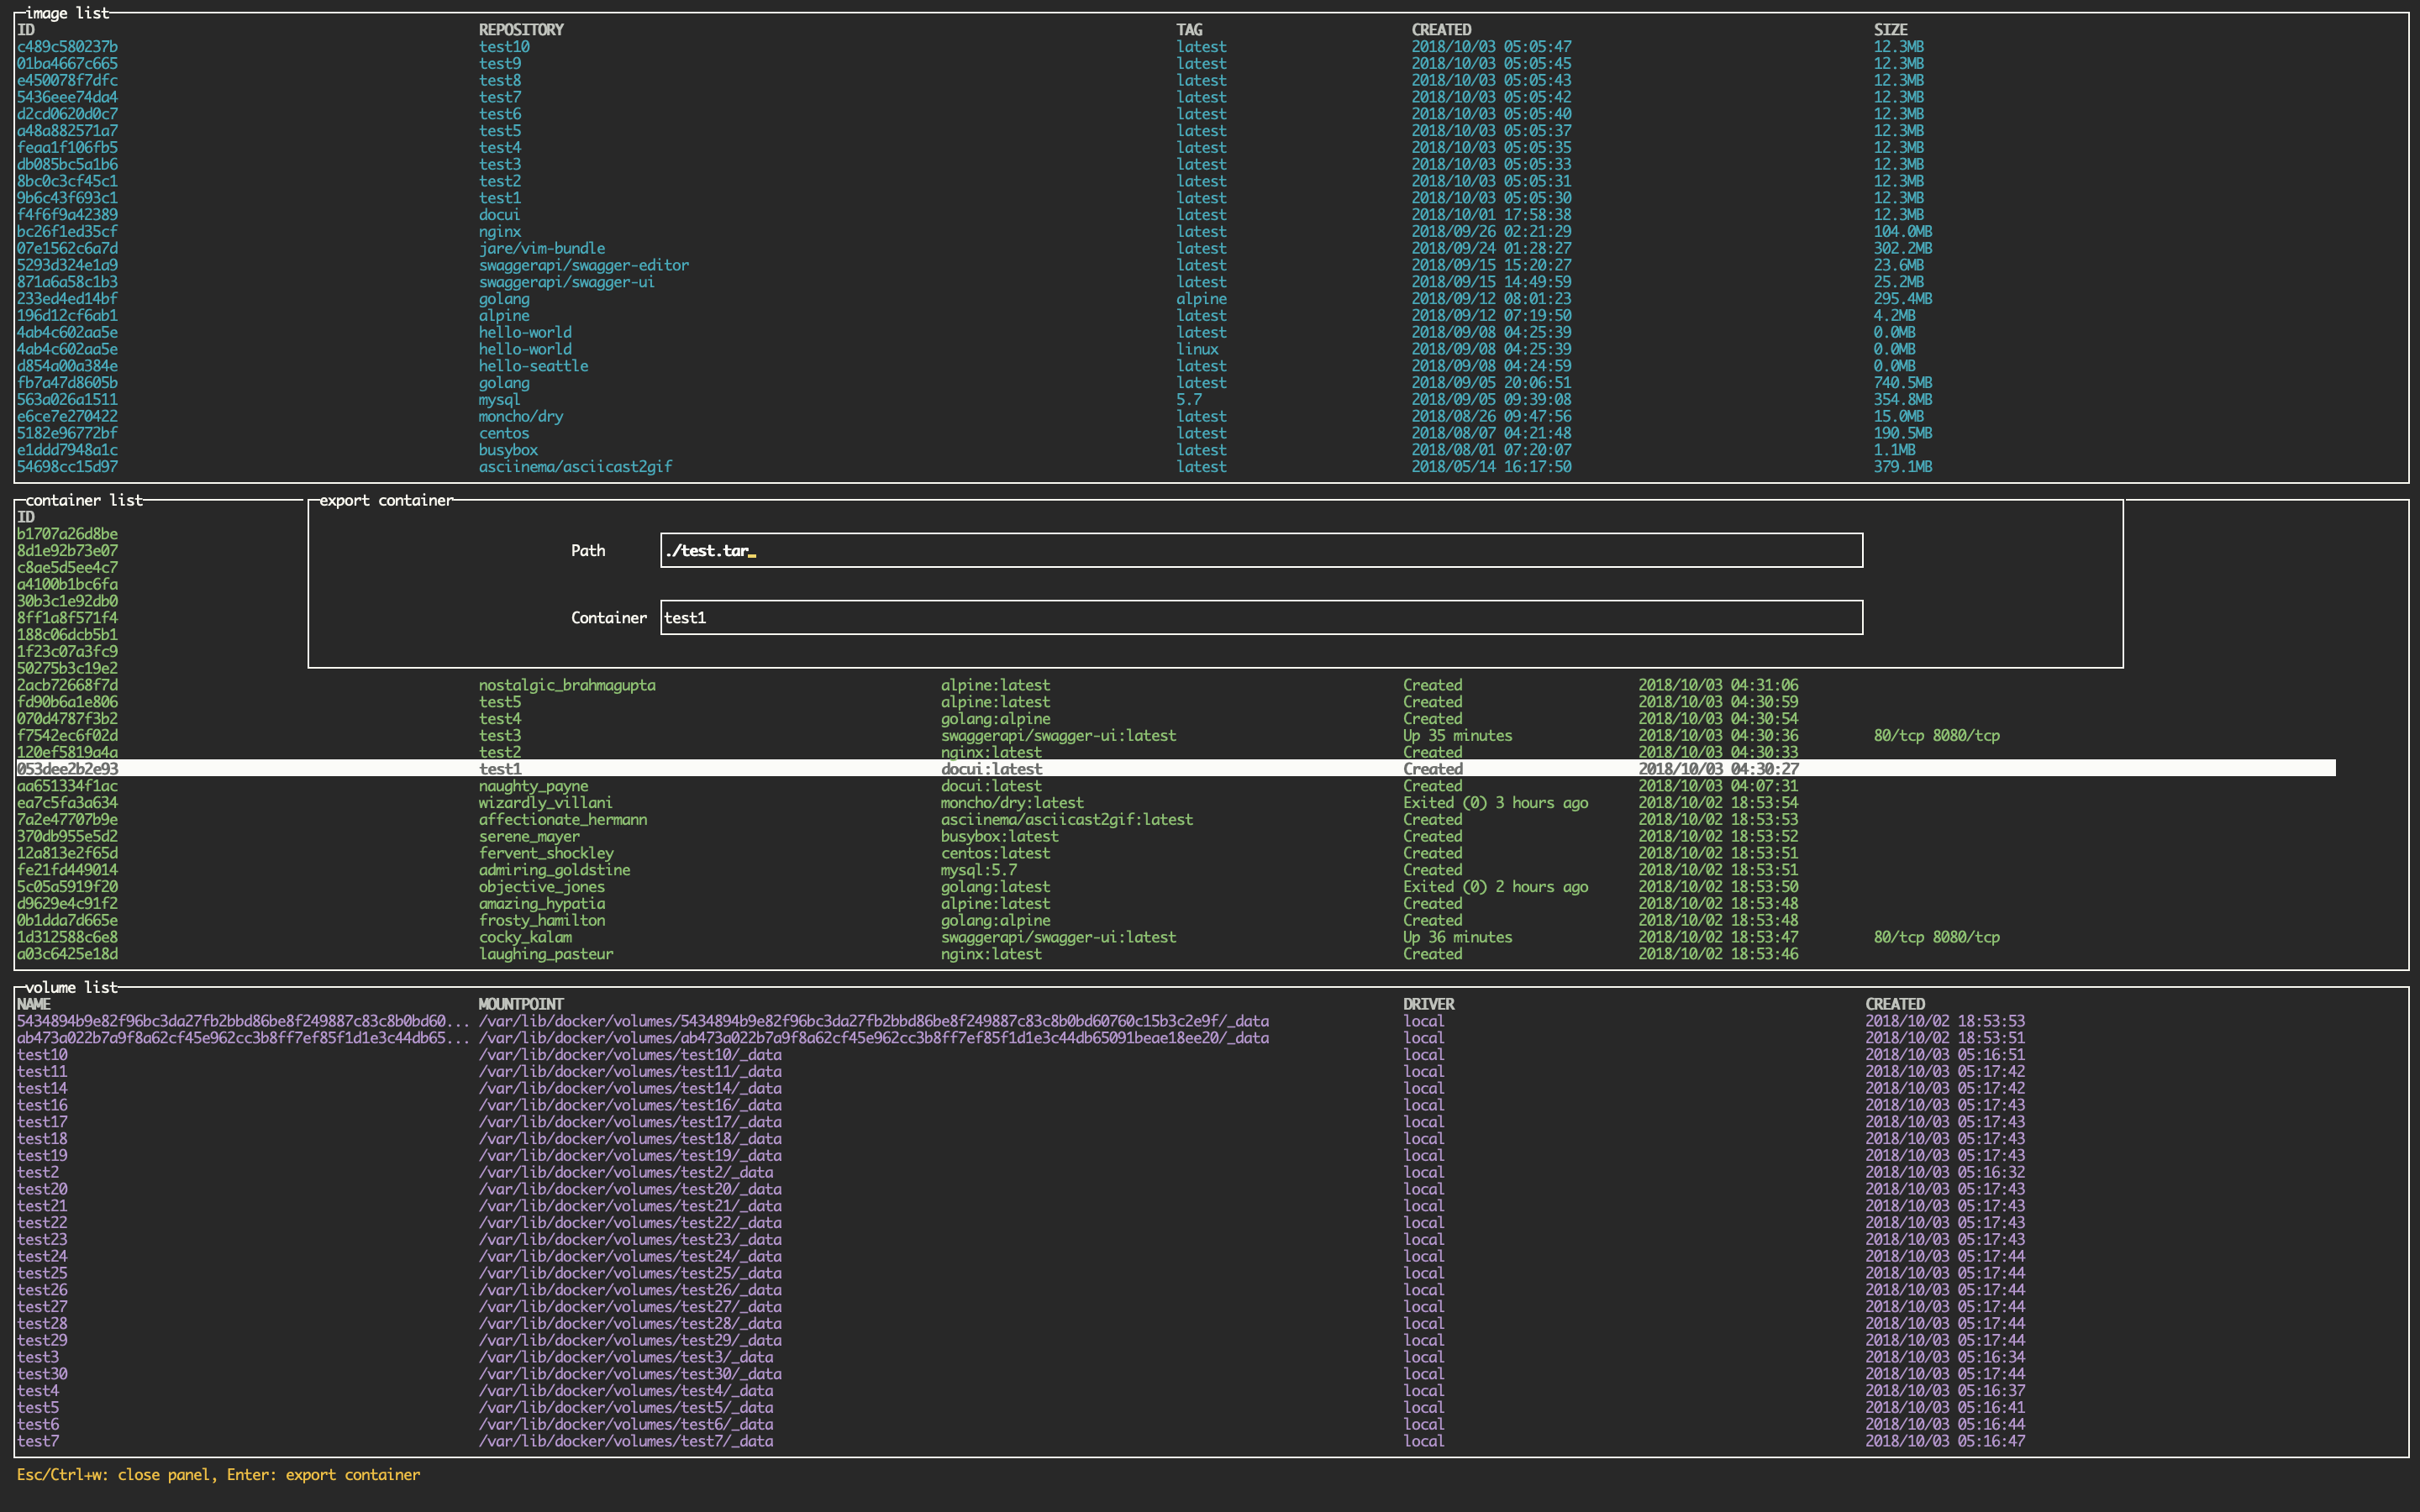 image list
ID REPOSITORY TAG CREATED SIZE
c489c580237b test10 latest 2018/10/03 05:05:47 12.3MB
01ba4667c665 test9 latest 2018/10/03 05:05:45 12.3MB
e450078f7dfc test8 latest 2018/10/03 05:05:43 12.3MB
5436eee74da4 test7 latest 2018/10/03 05:05:42 12.3MB
d2cd0620d0c7 test6 latest 2018/10/03 05:05:40 12.3MB
a48a882571a7 test5 latest 2018/10/03 05:05:37 12.3MB
feaa1f106fb5 test4 latest 2018/10/03 05:05:35 12.3MB
db085bc5a1b6 test3 latest 2018/10/03 05:05:33 12.3MB
8bc0c3cf45c1 test2 latest 2018/10/03 05:05:31 12.3MB
9b6c43f693c1 test1 latest 2018/10/03 05:05:30 12.3MB
f4f6f9a42389 docui latest 2018/10/01 17:58:38 12.3MB
bc26f1ed35cf nginx latest 2018/09/26 02:21:29 104.0MB
07e1562c6a7d jare/vim-bundle latest 2018/09/24 01:28:27 302.2MB
5293d324e1a9 swaggerapi/swagger-editor latest 2018/09/15 15:20:27 23.6MB
871a6a58c1b3 swaggerapi/swagger-ui latest 2018/09/15 14:49:59 25.2MB
233ed4ed14bf golang alpine 2018/09/12 08:01:23 295.4MB
196d12cf6ab1 alpine latest 2018/09/12 07:19:50 4.2MB
4ab4c602aa5e hello-world latest 2018/09/08 04:25:39 0.0MB
4ab4c602aa5e hello-world linux 2018/09/08 04:25:39 0.0MB
d854a00a384e hello-seattle latest 2018/09/08 04:24:59 0.0MB
fb7a47d8605b golang latest 2018/09/05 20:06:51 740.5MB
563a026a1511 mysql 5.7 2018/09/05 09:39:08 354.8MB
e6ce7e270422 moncho/dry latest 2018/08/26 09:47:56 15.0MB
5182e96772bf centos latest 2018/08/07 04:21:48 190.5MB
e1ddd7948a1c busybox latest 2018/08/01 07:20:07 1.1MB
54698cc15d97 asciinema/asciicast2gif latest 2018/05/14 16:17:50 379.1MB
container list export container
ID
b1707a26d8be
8d1e92b73e07 Path ./test.tar
c8ae5d5ee4c7
a4100b1bc6fa
30b3c1e92db0
8ff1a8f571f4 Container test1
188c06dcb5b1
1f23c07a3fc9
50275b3c19e2
2acb72668f7d nostalgic_brahmagupta alpine:latest Created 2018/10/03 04:31:06
fd90b6a1e806 test5 alpine:latest Created 2018/10/03 04:30:59
070d4787f3b2 test4 golang:alpine Created 2018/10/03 04:30:54
f7542ec6f02d test3 swaggerapi/swagger-ui:latest Up 35 minutes 2018/10/03 04:30:36 80/tcp 8080/tcp
120ef5819a4a test2 nginx:latest Created 2018/10/03 04:30:33
053dee2b2e93 test1 docui:latest Created 2018/10/03 04:30:27
aa651334f1ac naughty_payne docui:latest Created 2018/10/03 04:07:31
ea7c5fa3a634 wizardly_villani moncho/dry:latest Exited (0) 3 hours ago 2018/10/02 18:53:54
7a2e47707b9e affectionate_hermann asciinema/asciicast2gif:latest Created 2018/10/02 18:53:53
370db955e5d2 serene_mayer busybox:latest Created 2018/10/02 18:53:52
12a813e2f65d fervent_shockley centos:latest Created 2018/10/02 18:53:51
fe21fd449014 admiring_goldstine mysql:5.7 Created 2018/10/02 18:53:51
5c05a5919f20 objective_jones golang:latest Exited (0) 2 hours ago 2018/10/02 18:53:50
d9629e4c91f2 amazing_hypatia alpine:latest Created 2018/10/02 18:53:48
0b1dda7d665e frosty_hamilton golang:alpine Created 2018/10/02 18:53:48
1d312588c6e8 cocky_kalam swaggerapi/swagger-ui:latest Up 36 minutes 2018/10/02 18:53:47 80/tcp 8080/tcp
a03c6425e18d laughing_pasteur nginx:latest Created 2018/10/02 18:53:46
volume list
NAME MOUNTPOINT DRIVER CREATED
5434894b9e82f96bc3da27fb2bbd86be8f249887c83c8b0bd60... /var/lib/docker/volumes/5434894b9e82f96bc3da27fb2bbd86be8f249887c83c8b0bd60760c15b3c2e9f/_data local 2018/10/02 18:53:53
ab473a022b7a9f8a62cf45e962cc3b8ff7ef85f1d1e3c44db65... /var/lib/docker/volumes/ab473a022b7a9f8a62cf45e962cc3b8ff7ef85f1d1e3c44db65091beae18ee20/_data local 2018/10/02 18:53:51
test10 /var/lib/docker/volumes/test10/_data local 2018/10/03 05:16:51
test11 /var/lib/docker/volumes/test11/_data local 2018/10/03 05:17:42
test14 /var/lib/docker/volumes/test14/_data local 2018/10/03 05:17:42
test16 /var/lib/docker/volumes/test16/_data local 2018/10/03 05:17:43
test17 /var/lib/docker/volumes/test17/_data local 2018/10/03 05:17:43
test18 /var/lib/docker/volumes/test18/_data local 2018/10/03 05:17:43
test19 /var/lib/docker/volumes/test19/_data local 2018/10/03 05:17:43
test2 /var/lib/docker/volumes/test2/_data local 2018/10/03 05:16:32
test20 /var/lib/docker/volumes/test20/_data local 2018/10/03 05:17:43
test21 /var/lib/docker/volumes/test21/_data local 2018/10/03 05:17:43
test22 /var/lib/docker/volumes/test22/_data local 2018/10/03 05:17:43
test23 /var/lib/docker/volumes/test23/_data local 2018/10/03 05:17:43
test24 /var/lib/docker/volumes/test24/_data local 2018/10/03 05:17:44
test25 /var/lib/docker/volumes/test25/_data local 2018/10/03 05:17:44
test26 /var/lib/docker/volumes/test26/_data local 2018/10/03 05:17:44
test27 /var/lib/docker/volumes/test27/_data local 2018/10/03 05:17:44
test28 /var/lib/docker/volumes/test28/_data local 2018/10/03 05:17:44
test29 /var/lib/docker/volumes/test29/_data local 2018/10/03 05:17:44
test3 /var/lib/docker/volumes/test3/_data local 2018/10/03 05:16:34
test30 /var/lib/docker/volumes/test30/_data local 2018/10/03 05:17:44
test4 /var/lib/docker/volumes/test4/_data local 2018/10/03 05:16:37
test5 /var/lib/docker/volumes/test5/_data local 2018/10/03 05:16:41
test6 /var/lib/docker/volumes/test6/_data local 2018/10/03 05:16:44
test7 /var/lib/docker/volumes/test7/_data local 2018/10/03 05:16:47
Esc/Ctrl+w: close panel, Enter: export container